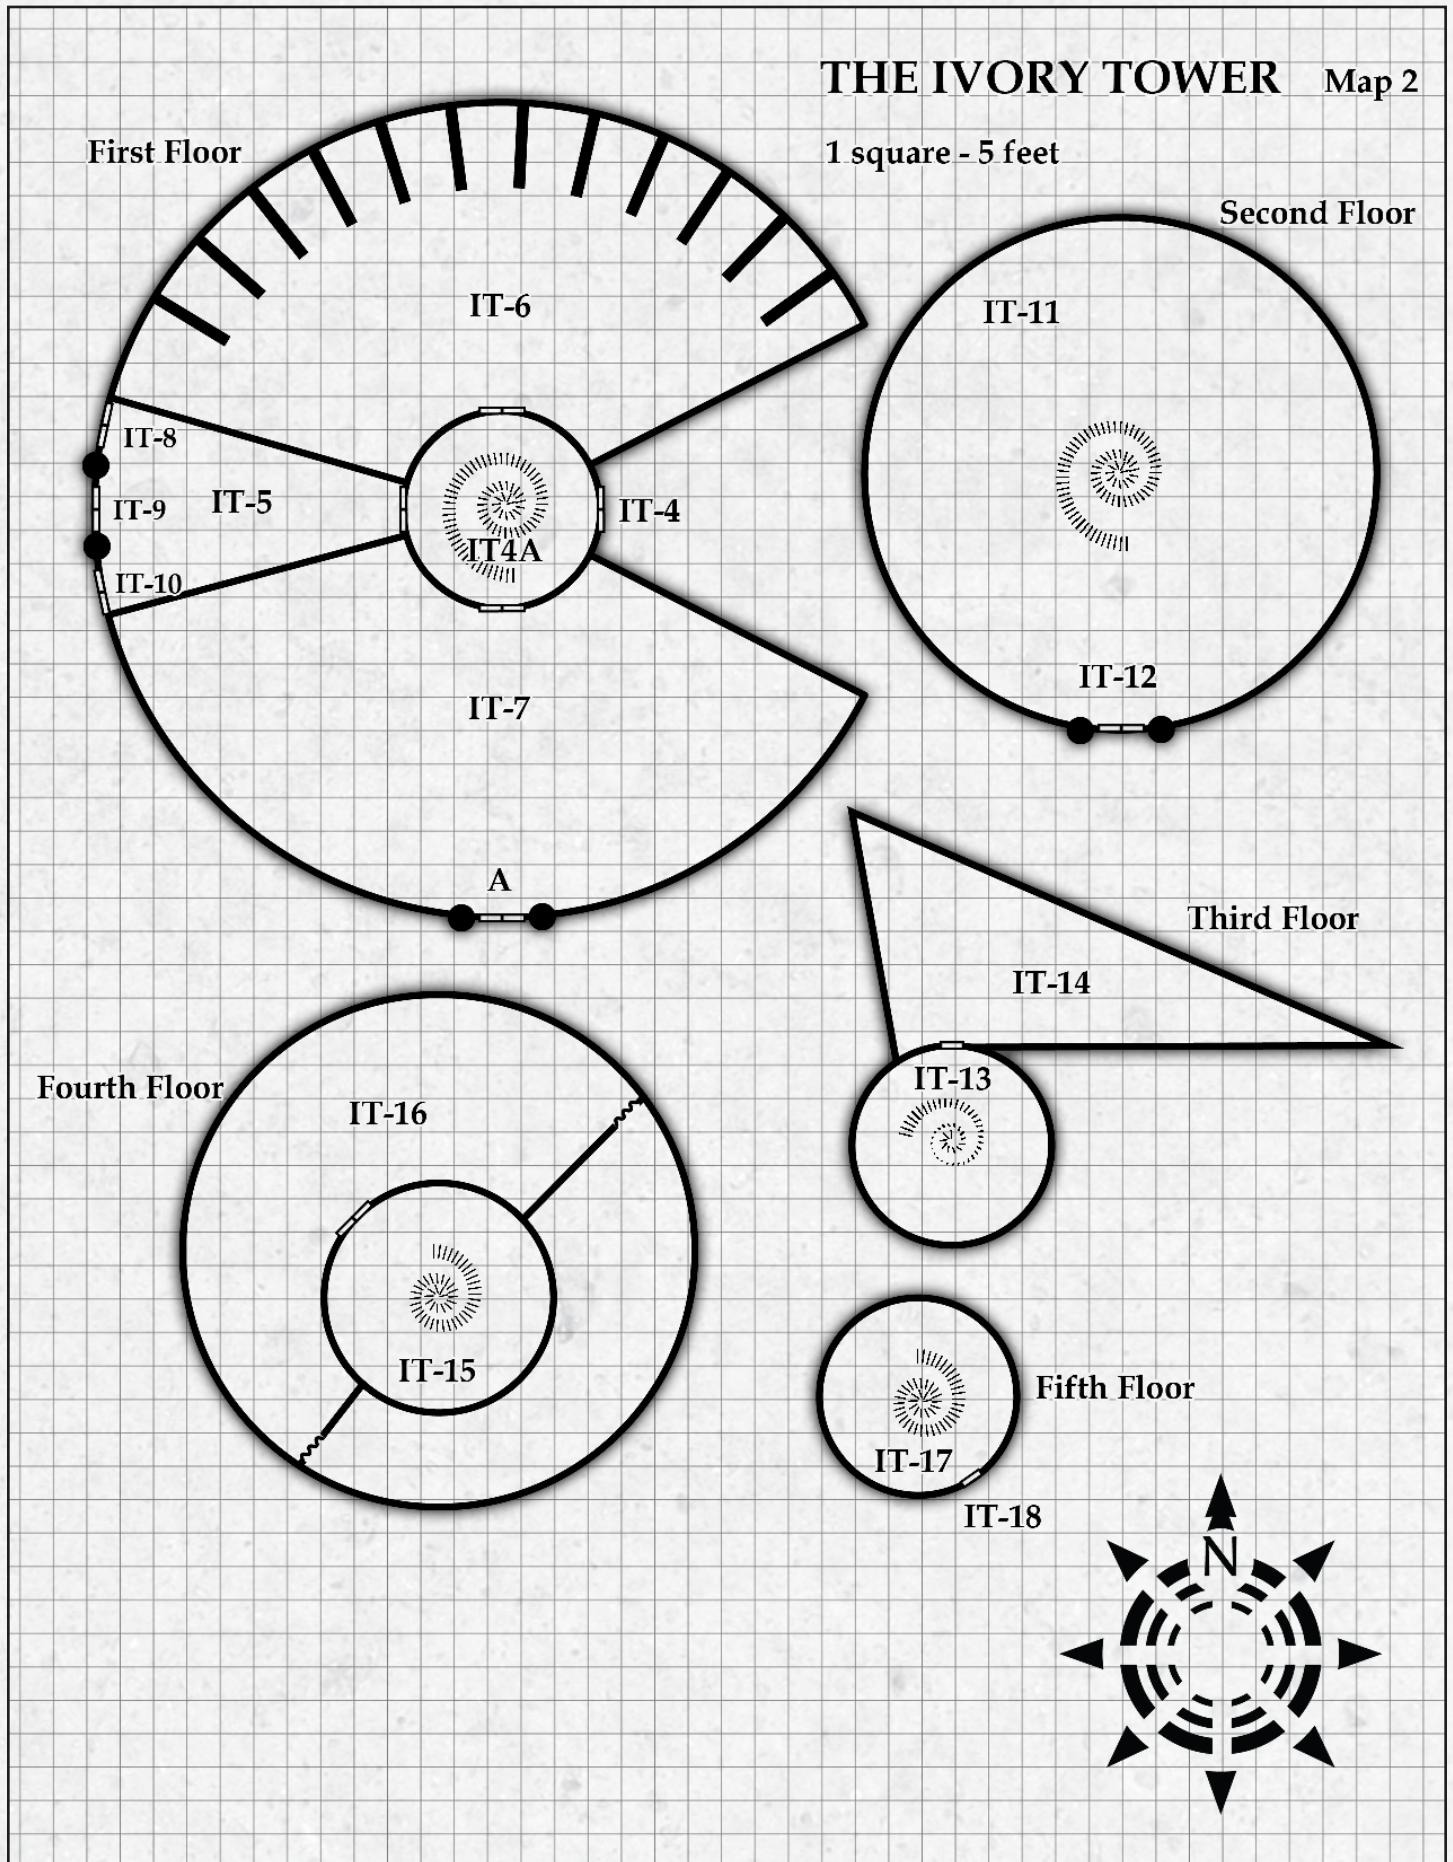 THE IVORY TOWER
Map 2
First Floor
1 square - 5 feet
Second Floor
IT-6
IT-11
IT-8
IT-5
IT-9
IT-4
IT4A
IT-10
IT-7
IT-12
A
Third Floor
IT-14
Fourth Floor
IT-16
IT-13
IT-15
Fifth Floor
IT-17
IT-18
N